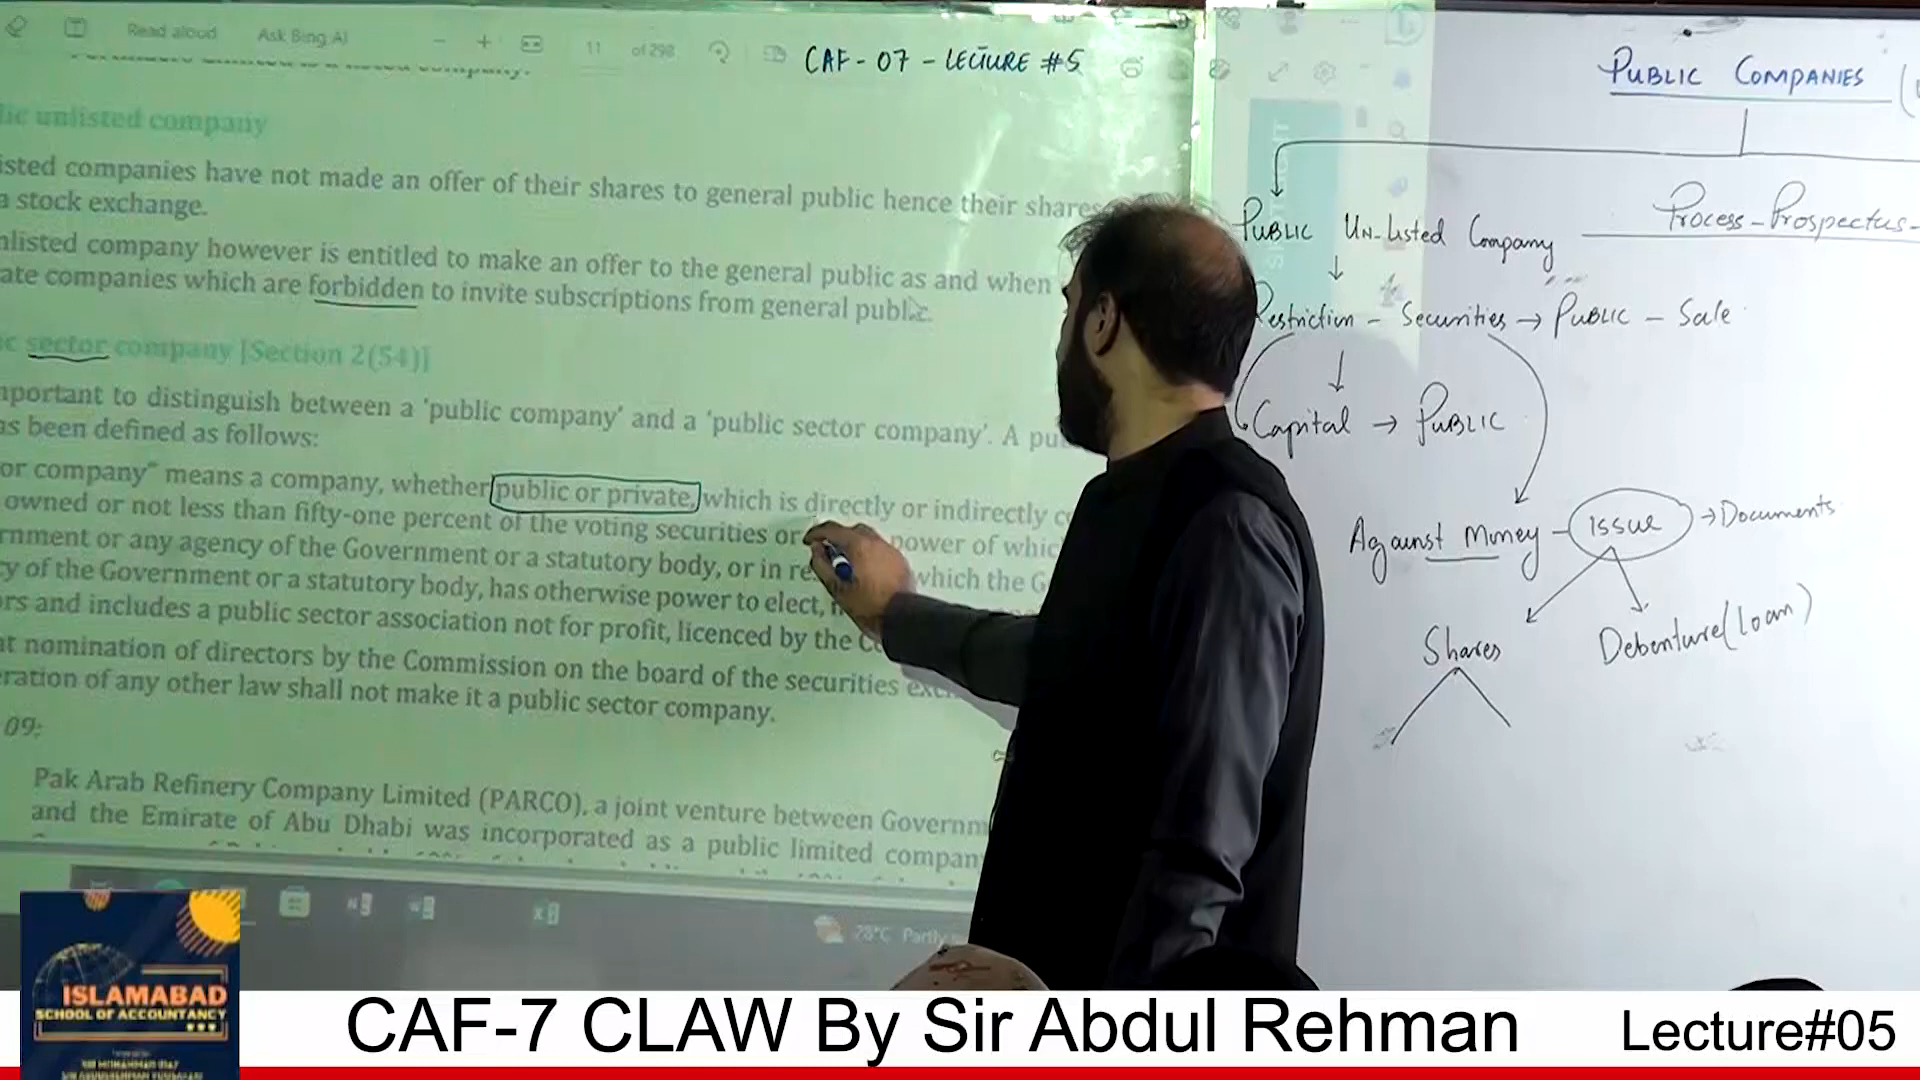 Read aloud
Ask Bing AI
11
of 298
CAF - 07 - LECTURE #5
lic unlisted company
isted companies have not made an offer of their shares to general public hence their shares
a stock exchange.
nlisted company however is entitled to make an offer to the general public as and when
ate companies which are forbidden to invite subscriptions from general public.
ic sector company [Section 2(54)]
mportant to distinguish between a 'public company' and a 'public sector company'. A pu
as been defined as follows:
or company" means a company, whether public or private, which is directly or indirectly c
owned or not less than fifty-one percent of the voting securities or power of whic
rnment or any agency of the Government or a statutory body, or in re which the G
cy of the Government or a statutory body, has otherwise power to elect,
ors and includes a public sector association not for profit, licenced by the C
at nomination of directors by the Commission on the board of the securities exc
eration of any other law shall not make it a public sector company.
09:
Pak Arab Refinery Company Limited (PARCO), a joint venture between Governm
and the Emirate of Abu Dhabi was incorporated as a public limited compan
28°C Partly
PUBLIC COMPANIES
PUBLIC UN-listed Company
Process - Prospectus -
Restriction - Securities → PUBLIC - Sale
Capital → PUBLIC
Against Money - Issue → Documents
Shares
Debenture (loan)
ISLAMABAD
SCHOOL OF ACCOUNTANCY
CAF-7 CLAW By Sir Abdul Rehman
Lecture#05